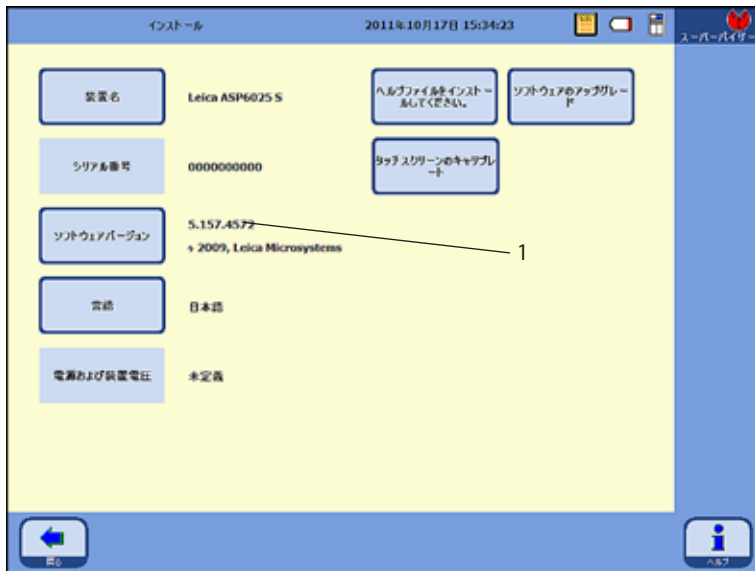 インストール 2011年10月17日 15:34:23
スーパーバイザー
装置名 Leica ASP6025 S
ヘルプファイルをインストー
ルしてください。
ソフトウェアのアップグレー
ド
シリアル番号 0000000000
タッチスクリーンのキャリブレ
ート
ソフトウェアバージョン 5.157.4572
2009, Leica Microsystems
1
言語 日本語
電源および装置電圧 未定義
戻る
ヘルプ